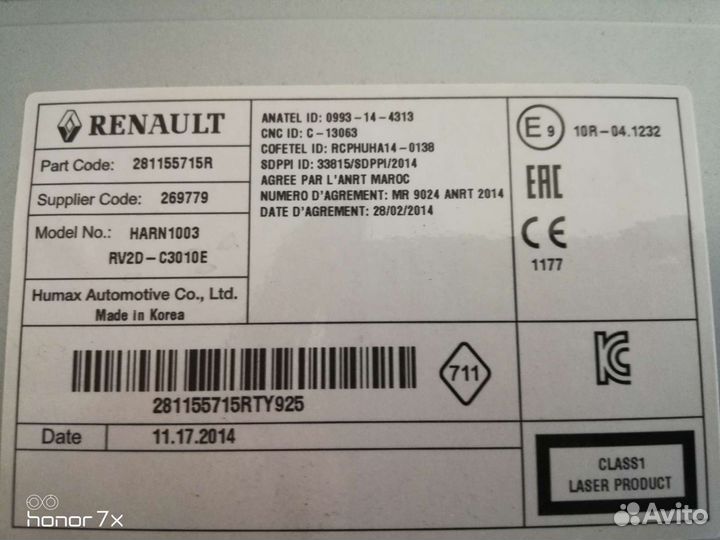 RENAULT
Part Code: 281155715R
Supplier Code: 269779
Model No.: HARN1003
RV2D-C3010E
Humax Automotive Co., Ltd.
Made in Korea
ANATEL ID: 0993-14-4313
CNC ID: C-13063
COFETEL ID: RCPHUHA14-0138
SDPPI ID: 33815/SDPPI/2014
AGREE PAR L'ANRT MAROC
NUMERO D'AGREMENT: MR 9024 ANRT 2014
DATE D'AGREMENT: 28/02/2014
E9 10R-04.1232
EAC
CE
1177
281155715RTY925
711
KC
Date 11.17.2014
CLASS1
LASER PRODUCT
honor 7x
Avito